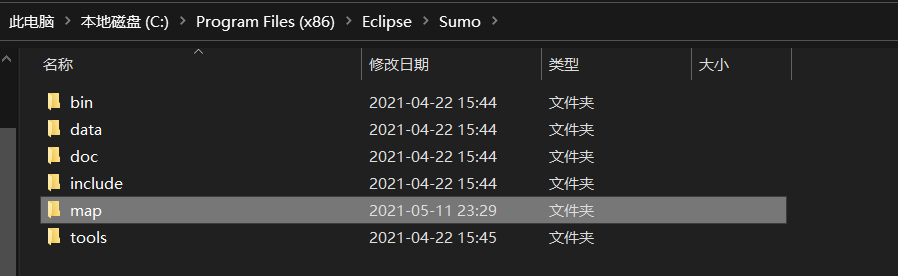 此电脑 > 本地磁盘 (C:) > Program Files (x86) > Eclipse > Sumo >
名称 修改日期 类型 大小
bin 2021-04-22 15:44 文件夹
data 2021-04-22 15:44 文件夹
doc 2021-04-22 15:44 文件夹
include 2021-04-22 15:44 文件夹
map 2021-05-11 23:29 文件夹
tools 2021-04-22 15:45 文件夹